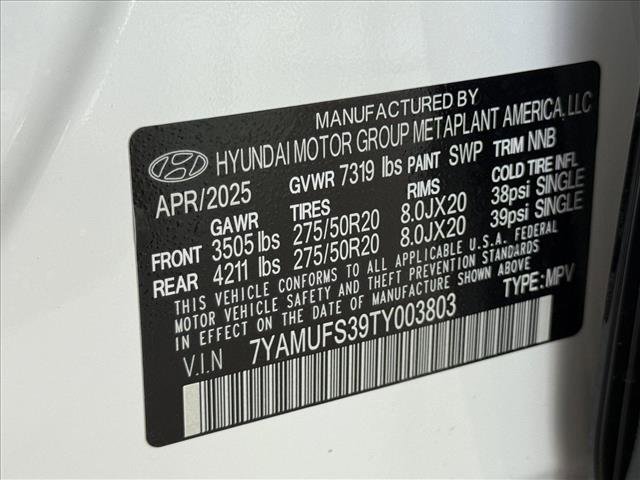 MANUFACTURED BY
HYUNDAI MOTOR GROUP METAPLANT AMERICA, LLC
APR/2025 GVWR 7319 lbs PAINT SWP TRIM NNB
GAWR TIRES RIMS COLD TIRE INFL
FRONT 3505 lbs 275/50R20 8.0JX20 38psi SINGLE
REAR 4211 lbs 275/50R20 8.0JX20 39psi SINGLE
THIS VEHICLE CONFORMS TO ALL APPLICABLE U.S.A. FEDERAL
MOTOR VEHICLE SAFETY AND THEFT PREVENTION STANDARDS
IN EFFECT ON THE DATE OF MANUFACTURE SHOWN ABOVE
V.I.N 7YAMUFS39TY003803 TYPE: MPV